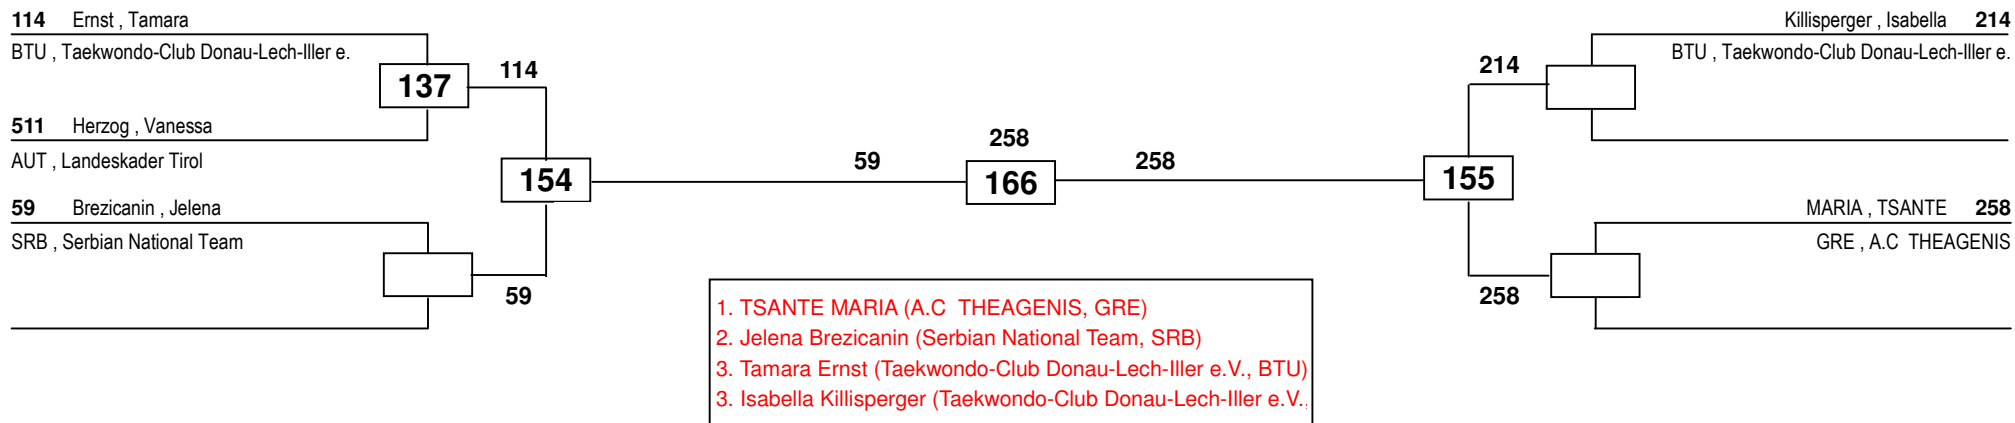 114 Ernst , Tamara
BTU , Taekwondo-Club Donau-Lech-Iller e.
137
114
511 Herzog , Vanessa
AUT , Landeskader Tirol
154
59 Brezicanin , Jelena
SRB , Serbian National Team
59
59
258
166
258
Killisperger , Isabella 214
BTU , Taekwondo-Club Donau-Lech-Iller e.
214
155
MARIA , TSANTE 258
GRE , A.C THEAGENIS
258
1. TSANTE MARIA (A.C THEAGENIS, GRE)
2. Jelena Brezicanin (Serbian National Team, SRB)
3. Tamara Ernst (Taekwondo-Club Donau-Lech-Iller e.V., BTU)
3. Isabella Killisperger (Taekwondo-Club Donau-Lech-Iller e.V.,